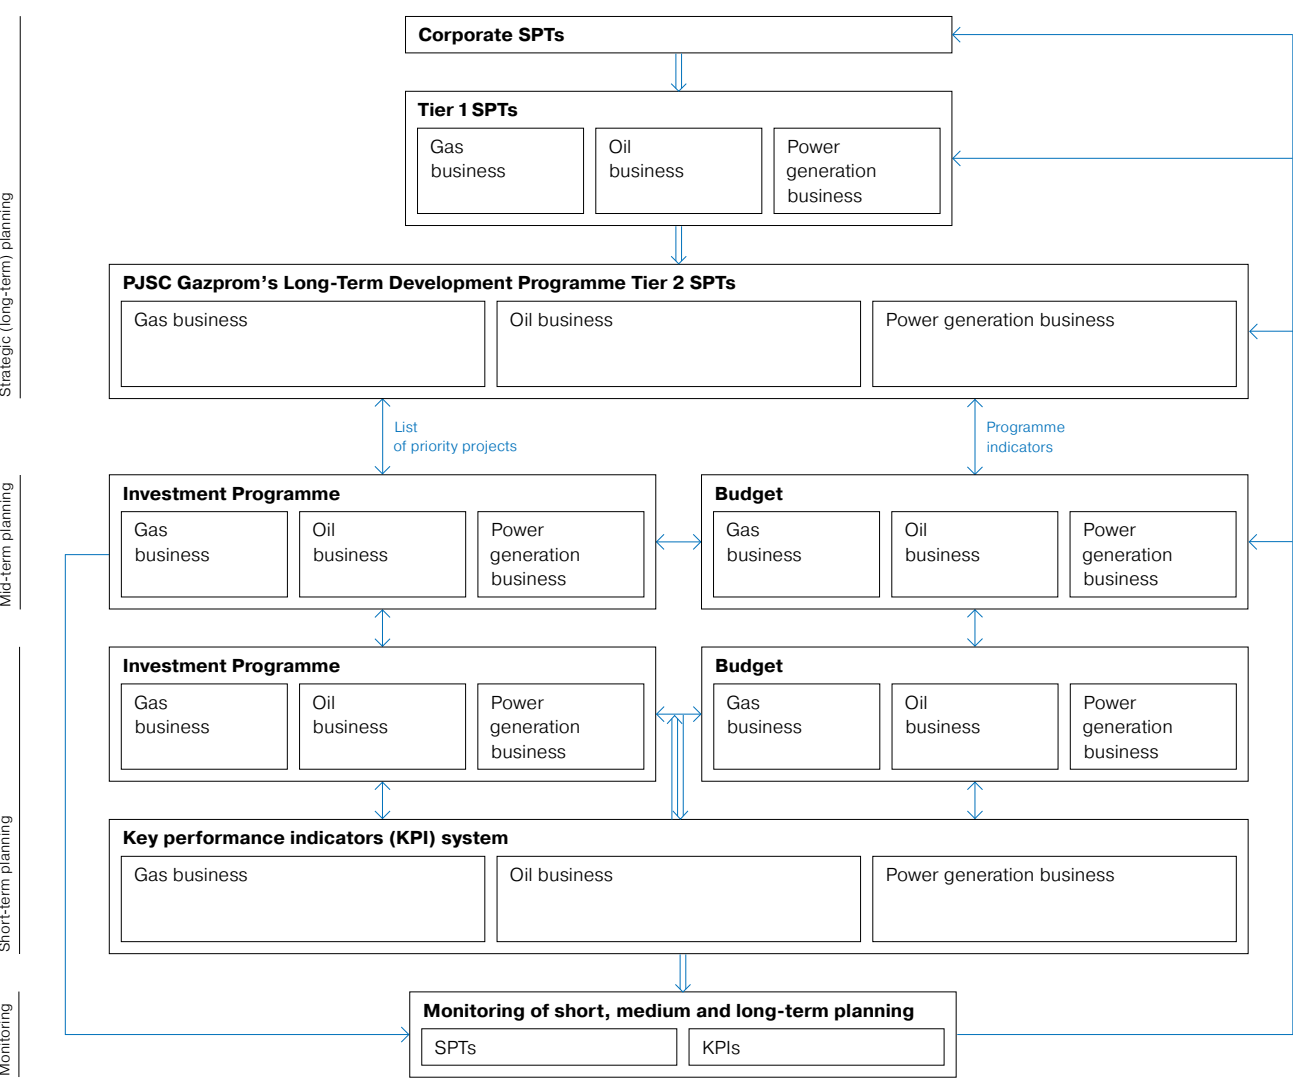 Strategic (long-term) planning
Corporate SPTs
Tier 1 SPTs
Gas
business
Oil
business
Power
generation
business
PJSC Gazprom's Long-Term Development Programme Tier 2 SPTs
Gas business
Oil business
Power generation business
List
of priority projects
Programme
indicators
Mid-term planning
Investment Programme
Gas
business
Oil
business
Power
generation
business
Budget
Gas
business
Oil
business
Power
generation
business
Short-term planning
Investment Programme
Gas
business
Oil
business
Power
generation
business
Budget
Gas
business
Oil
business
Power
generation
business
Key performance indicators (KPI) system
Gas business
Oil business
Power generation business
Monitoring
Monitoring of short, medium and long-term planning
SPTs
KPIs